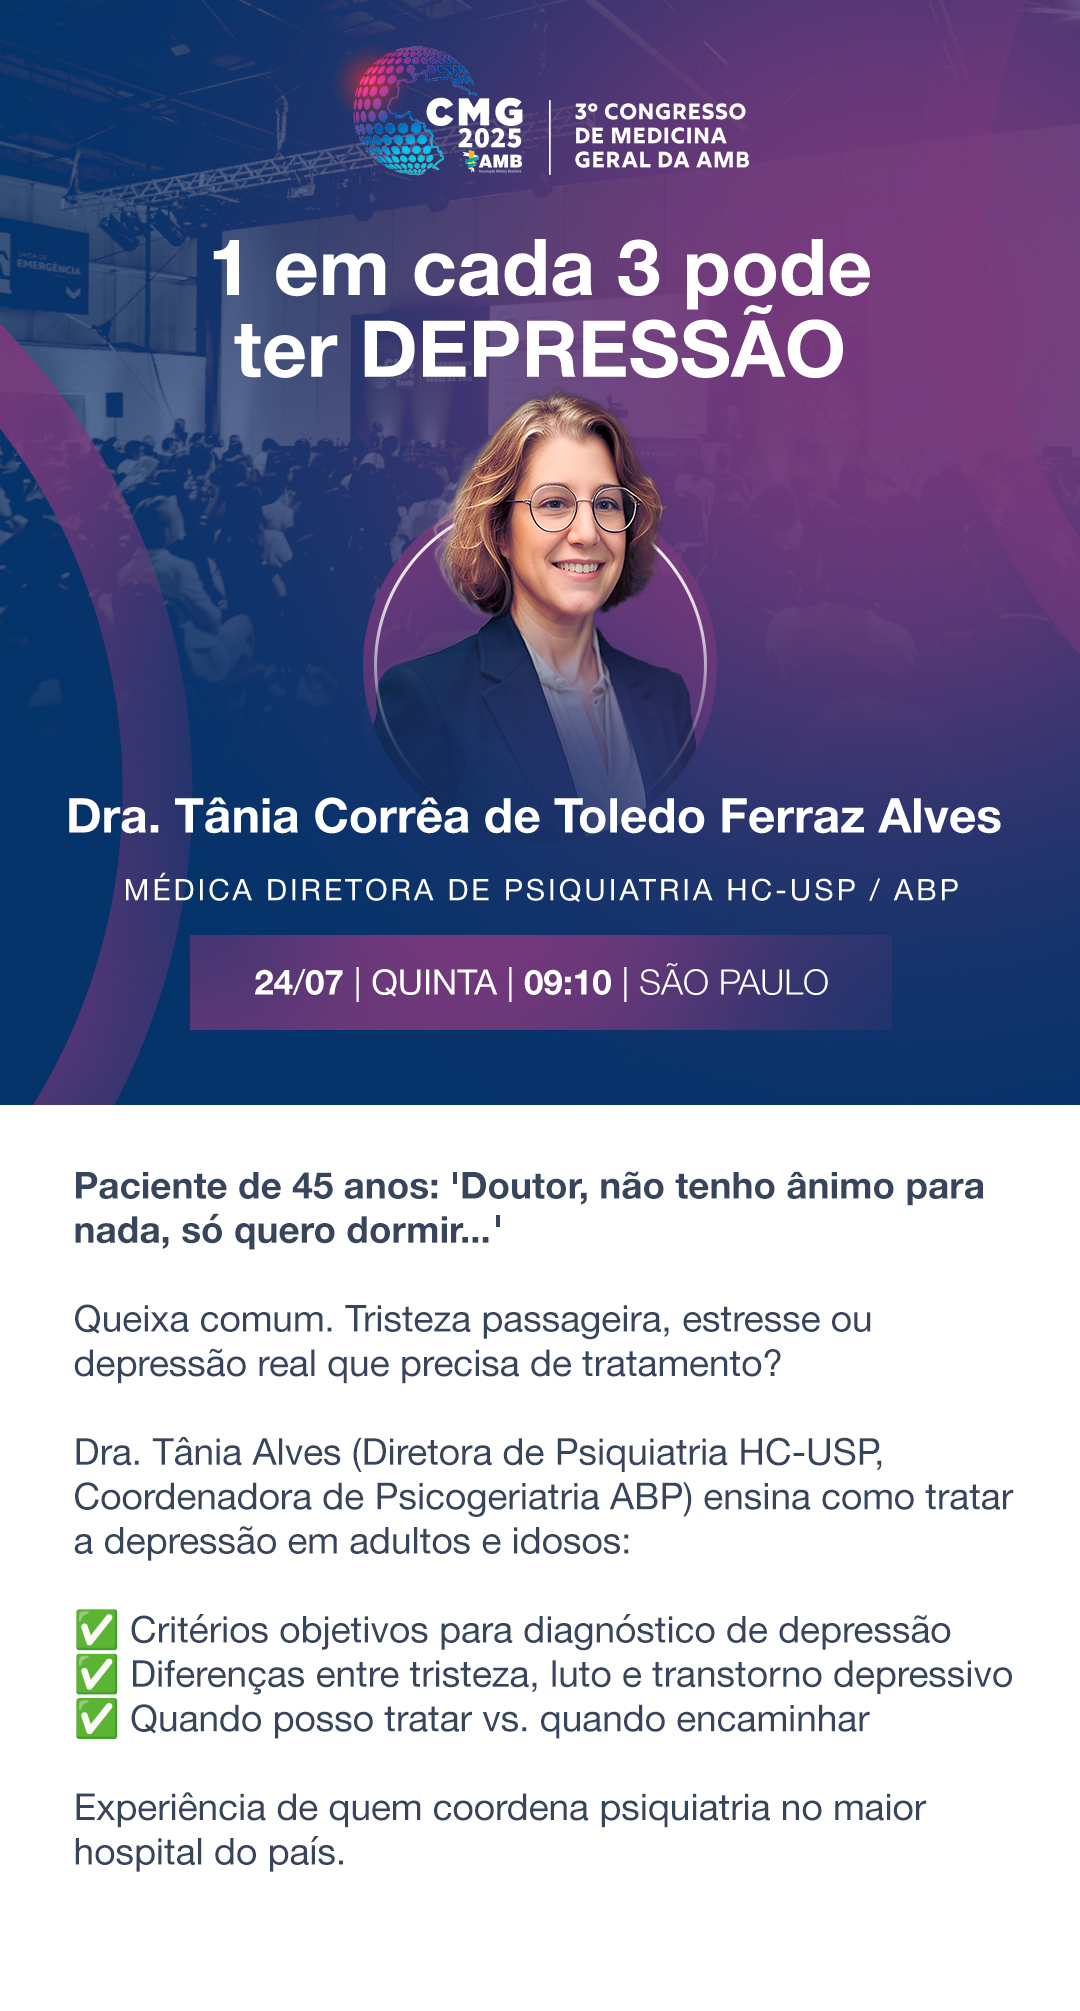 CMG
2025
AMB
Associação Médica Brasileira
3º CONGRESSO
DE MEDICINA
GERAL DA AMB
EMERGÊNCIA
1 em cada 3 pode
ter DEPRESSÃO
Dra. Tânia Corrêa de Toledo Ferraz Alves
MÉDICA DIRETORA DE PSIQUIATRIA HC-USP / ABP
24/07 | QUINTA | 09:10 | SÃO PAULO
Paciente de 45 anos: 'Doutor, não tenho ânimo para
nada, só quero dormir...'
Queixa comum. Tristeza passageira, estresse ou
depressão real que precisa de tratamento?
Dra. Tânia Alves (Diretora de Psiquiatria HC-USP,
Coordenadora de Psicogeriatria ABP) ensina como tratar
a depressão em adultos e idosos:
✅ Critérios objetivos para diagnóstico de depressão
✅ Diferenças entre tristeza, luto e transtorno depressivo
✅ Quando posso tratar vs. quando encaminhar
Experiência de quem coordena psiquiatria no maior
hospital do país.